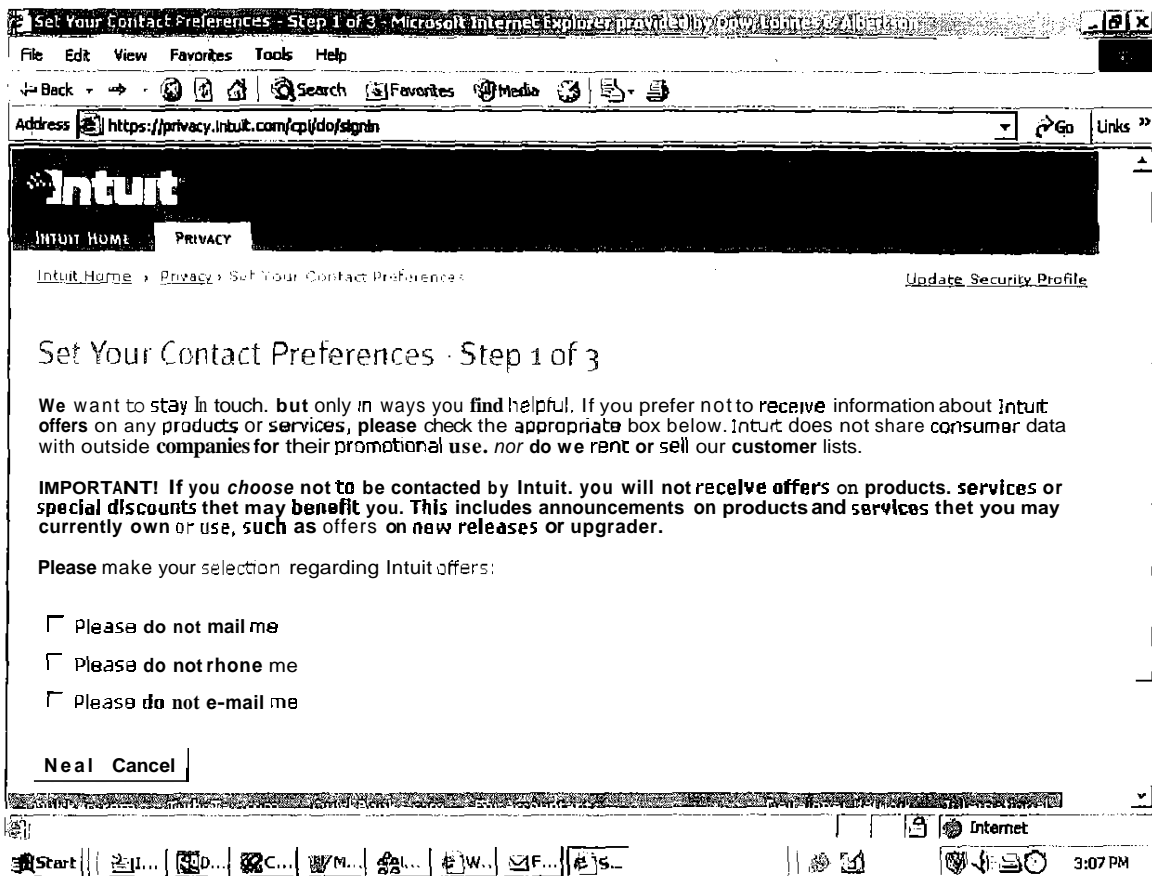 Set Your Contact Preferences - Step 1 of 3 - Microsoft Internet Explorer provided by Dow, Lohnes & Albertson
File Edit View Favorites Tools Help
Back Search Favorites Media
Address https://privacy.intuit.com/cpi/do/signin Go Links »
Intuit
INTUIT HOME PRIVACY
Intuit Home › Privacy › Set Your Contact Preferences Update Security Profile
Set Your Contact Preferences - Step 1 of 3
We want to stay In touch. but only in ways you find helpful. If you prefer not to receive information about Intuit
offers on any products or services, please check the appropriate box below. Intuit does not share consumer data
with outside companies for their promotional use. nor do we rent or sell our customer lists.
IMPORTANT! If you choose not to be contacted by Intuit. you will not receive offers on products. services or
special discounts thet may benefit you. This includes announcements on products and services thet you may
currently own or use, such as offers on new releases or upgrader.
Please make your selection regarding Intuit offers:
Please do not mail me
Please do not rhone me
Please do not e-mail me
Neal Cancel
Internet
Start I... D... C... M... W... F... S... 3:07 PM